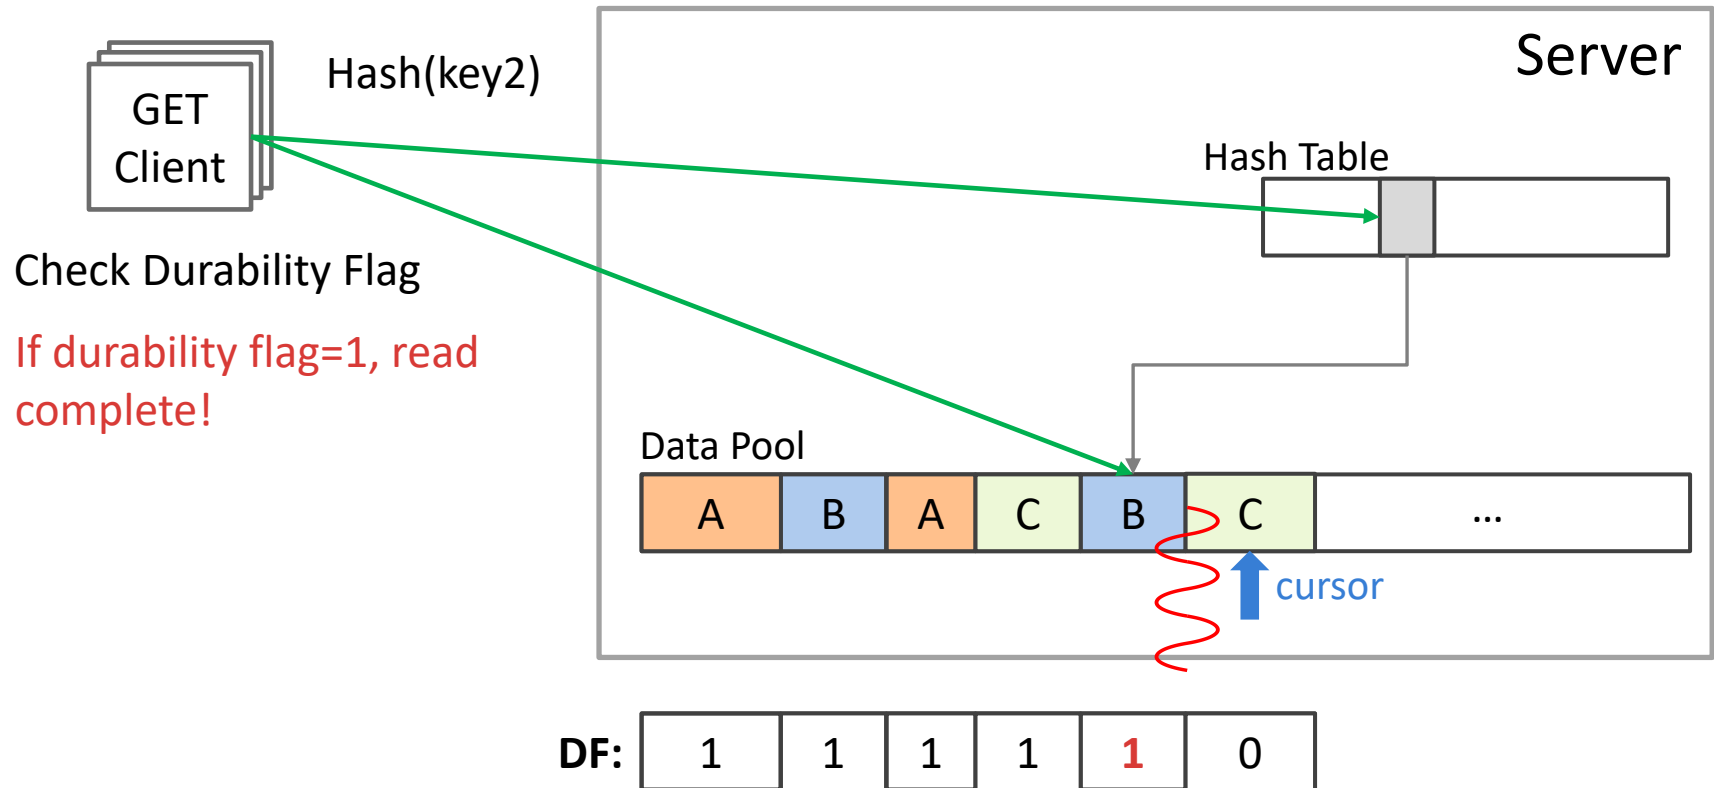 Server
Hash(key2)
GET
Client
Hash Table
Check Durability Flag
If durability flag=1, read
complete!
Data Pool
A B A C B C ...
cursor
DF: 1 1 1 1 1 0